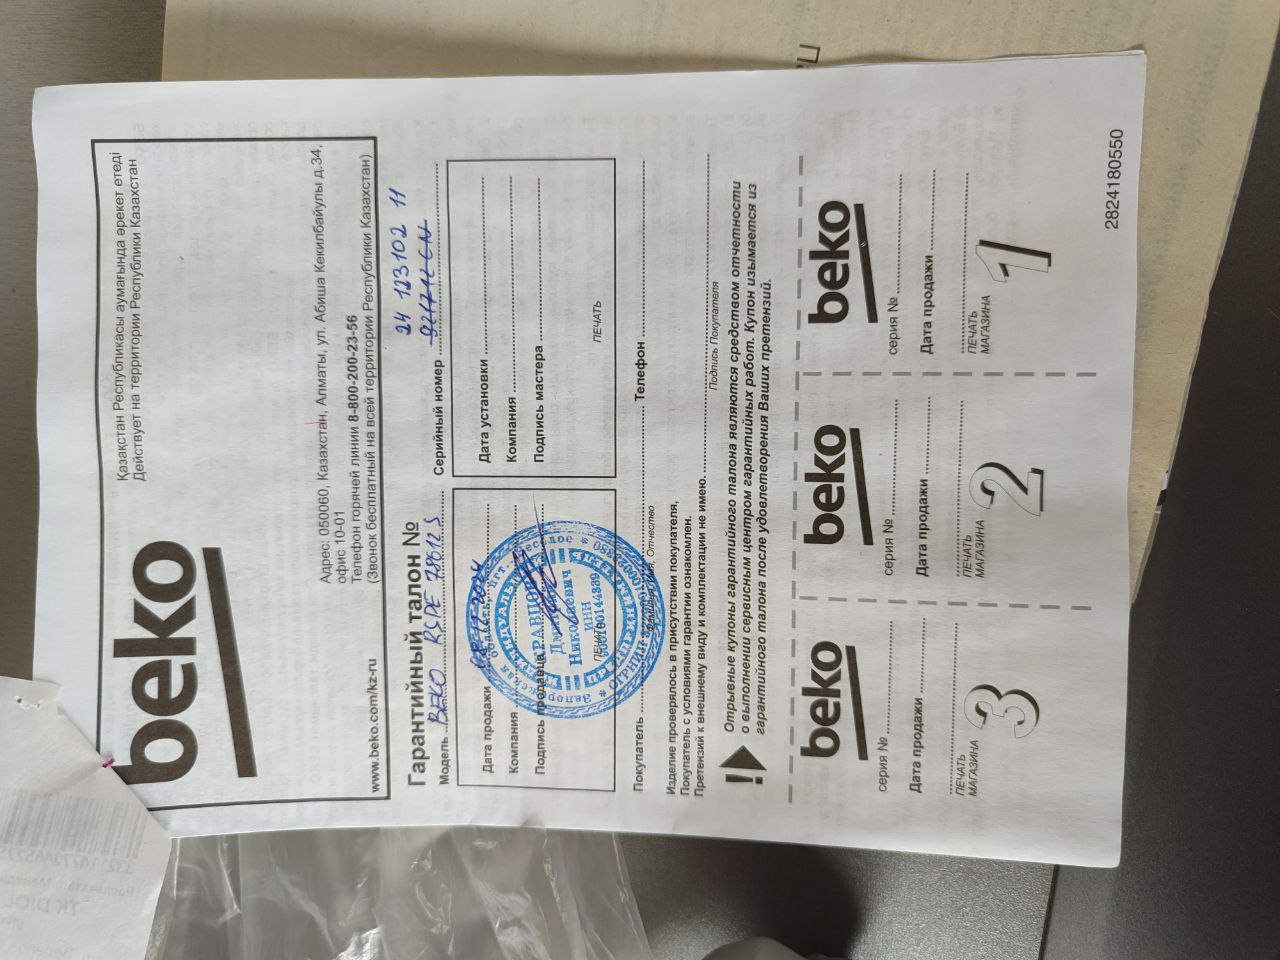 beko
Қазақстан Республикасы аумағында әрекет етеді
Действует на территории Республики Казахстан
Адрес: 050060, Казахстан, Алматы, ул. Абиша Кекилбайулы д.34,
офис 10-01
Телефон горячей линии 8-800-200-23-56
(Звонок бесплатный на всей территории Республики Казахстан)
www.beko.com/kz-ru
Гарантийный талон №
24 123102 11
Модель BEKO RSPE 78612 S Серийный номер
Дата продажи
Компания
Подпись продавца
ПЕЧАТЬ
Николаевич
ИНН
Дата установки
Компания
Подпись мастера
ПЕЧАТЬ
Покупатель Телефон
Фамилия, Имя, Отчество
Изделие проверялось в присутствии покупателя,
Покупатель с условиями гарантии ознакомлен.
Претензий к внешнему виду и комплектации не имею.
Подпись Покупателя
! Отрывные купоны гарантийного талона являются средством отчетности
о выполнении сервисным центром гарантийных работ. Купон изымается из
гарантийного талона после удовлетворения Ваших претензий.
beko
серия №
Дата продажи
ПЕЧАТЬ
МАГАЗИНА
3
beko
серия №
Дата продажи
ПЕЧАТЬ
МАГАЗИНА
2
beko
серия №
Дата продажи
ПЕЧАТЬ
МАГАЗИНА
1
2824180550